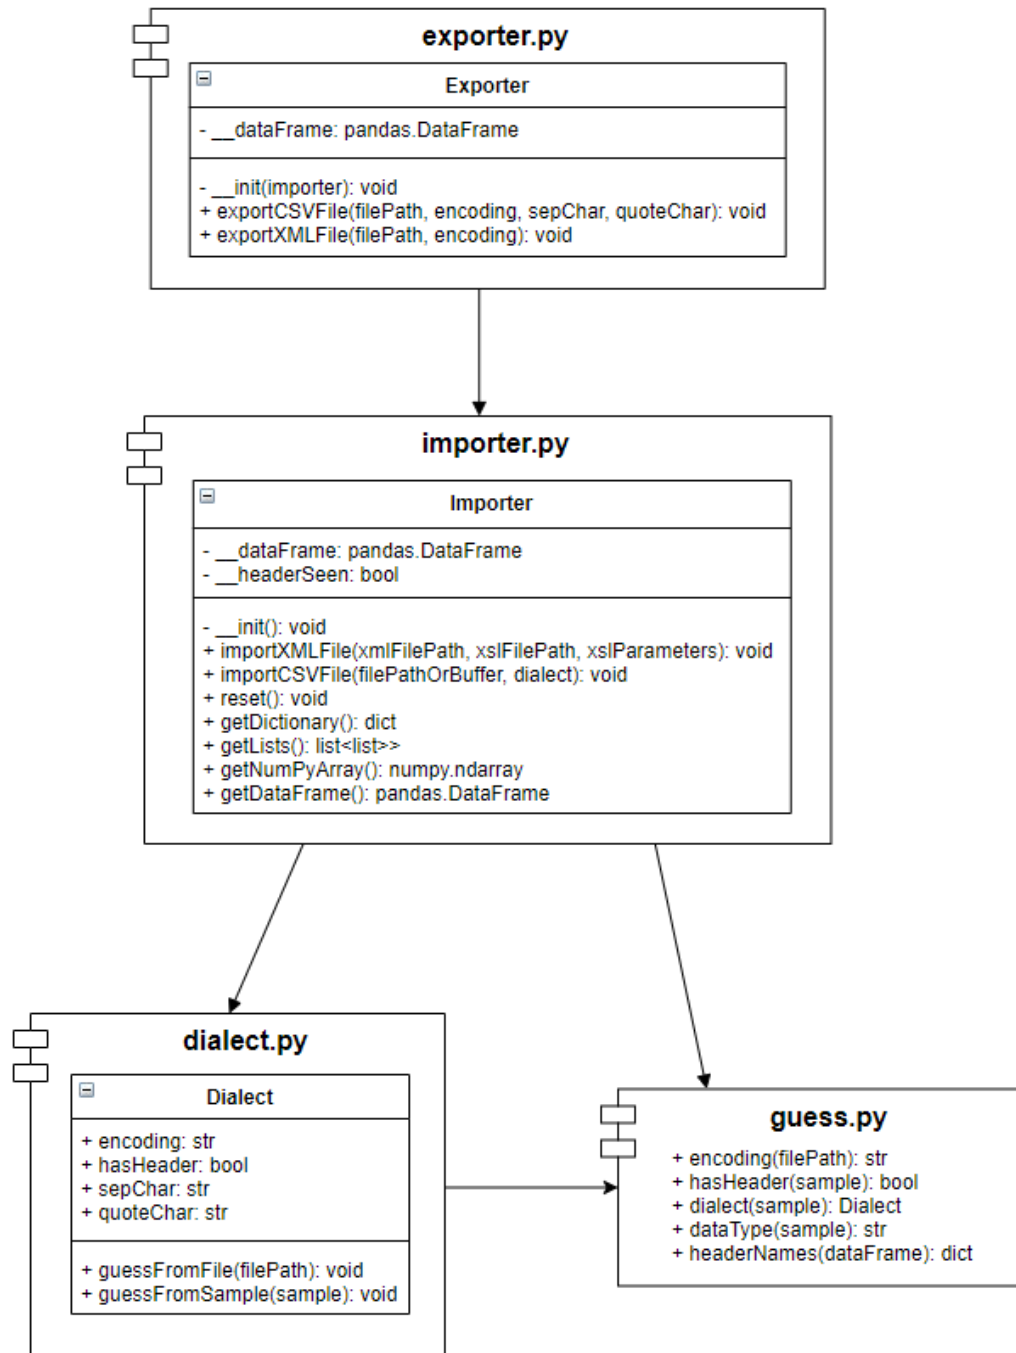 exporter.py
Exporter
- __dataFrame: pandas.DataFrame
- __init(importer): void
+ exportCSVFile(filePath, encoding, sepChar, quoteChar): void
+ exportXMLFile(filePath, encoding): void
importer.py
Importer
- __dataFrame: pandas.DataFrame
- __headerSeen: bool
- __init(): void
+ importXMLFile(xmlFilePath, xslFilePath, xslParameters): void
+ importCSVFile(filePathOrBuffer, dialect): void
+ reset(): void
+ getDictionary(): dict
+ getLists(): list<list>>
+ getNumPyArray(): numpy.ndarray
+ getDataFrame(): pandas.DataFrame
dialect.py
Dialect
+ encoding: str
+ hasHeader: bool
+ sepChar: str
+ quoteChar: str
+ guessFromFile(filePath): void
+ guessFromSample(sample): void
guess.py
+ encoding(filePath): str
+ hasHeader(sample): bool
+ dialect(sample): Dialect
+ dataType(sample): str
+ headerNames(dataFrame): dict